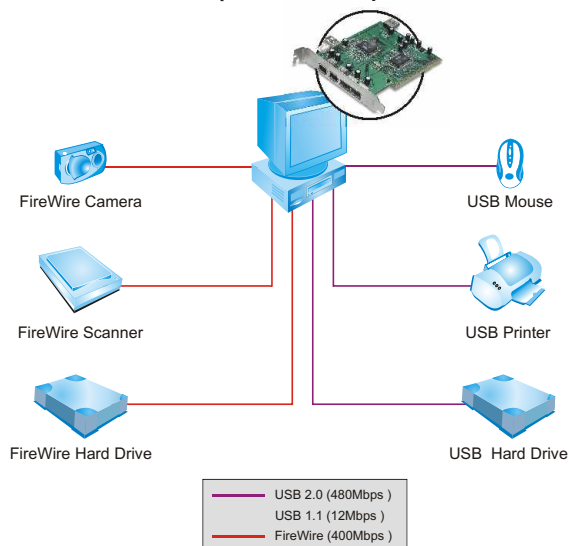 FireWire Camera
USB Mouse
FireWire Scanner
USB Printer
FireWire Hard Drive
USB Hard Drive
USB 2.0 (480Mbps )
USB 1.1 (12Mbps )
FireWire (400Mbps )